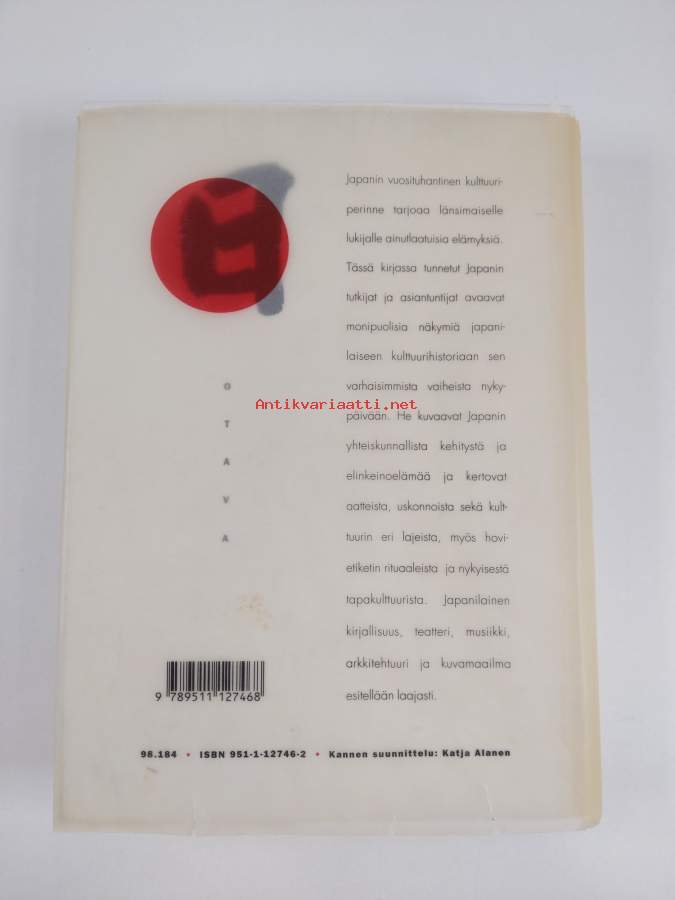 日
Japanin vuosituhantinen kulttuuri-
perinne tarjoaa länsimaiselle
lukijalle ainutlaatuisia elämyksiä.
Tässä kirjassa tunnetut Japanin
tutkijat ja asiantuntijat avaavat
monipuolisia näkymiä japani-
laiseen kulttuurihistoriaan sen
varhaisimmista vaiheista nyky-
päivään. He kuvaavat Japanin
yhteiskunnallista kehitystä ja
elinkeinoelämää ja kertovat
aatteista, uskonnoista sekä kult-
tuurin eri lajeista, myös hovi-
etiketin rituaaleista ja nykyisestä
tapakulttuurista. Japanilainen
kirjallisuus, teatteri, musiikki,
arkkitehtuuri ja kuvamaailma
esitellään laajasti.
O
T
A
V
A
Antikvariaatti.net
9 789511 127468
98.184 • ISBN 951-1-12746-2 • Kannen suunnittelu: Katja Alanen